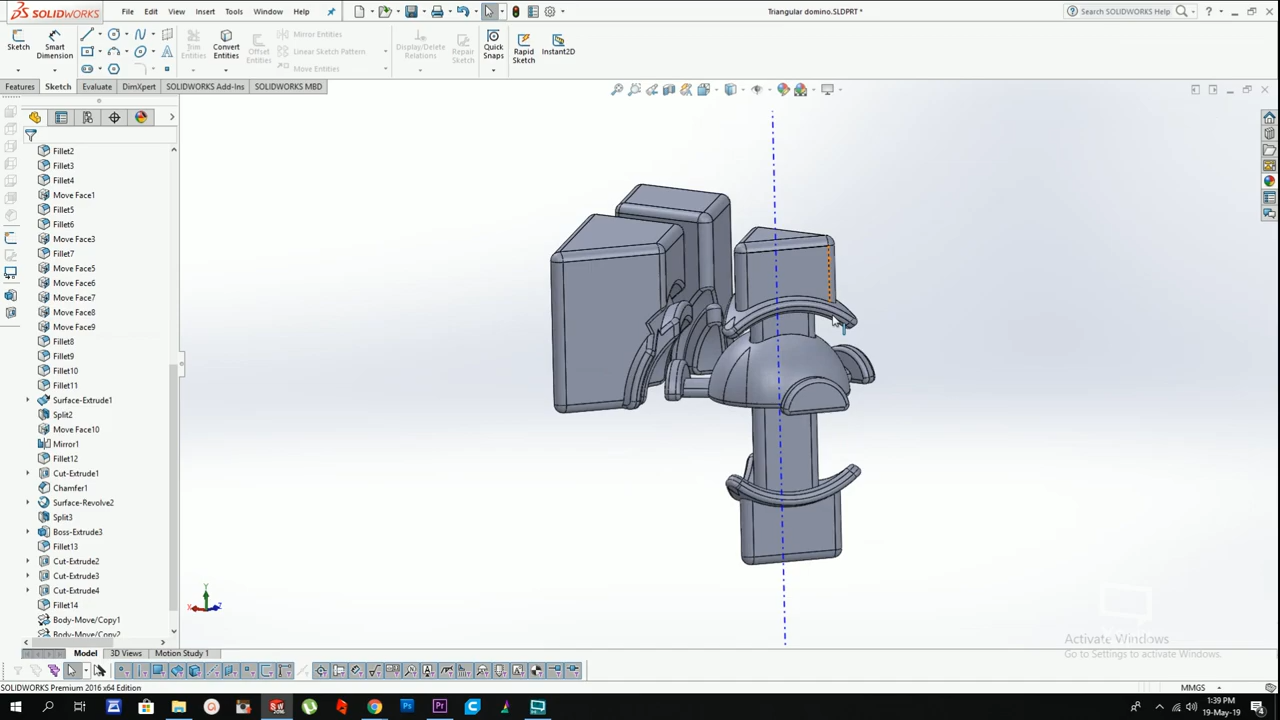 SOLIDWORKS
File
Edit
View
Insert
Tools
Window
Help
Triangular domino.SLDPRT *
SOLIDWORKS Help
Sketch
Smart Dimension
Trim Entities
Convert Entities
Offset Entities
Mirror Entities
Linear Sketch Pattern
Move Entities
Display/Delete Relations
Repair Sketch
Quick Snaps
Rapid Sketch
Instant2D
Features
Sketch
Evaluate
DimXpert
SOLIDWORKS Add-Ins
SOLIDWORKS MBD
Fillet2
Fillet3
Fillet4
Move Face1
Fillet5
Fillet6
Move Face3
Fillet7
Move Face5
Move Face6
Move Face7
Move Face8
Move Face9
Fillet8
Fillet9
Fillet10
Fillet11
Surface-Extrude1
Split2
Move Face10
Mirror1
Fillet12
Cut-Extrude1
Chamfer1
Surface-Revolve2
Split3
Boss-Extrude3
Fillet13
Cut-Extrude2
Cut-Extrude3
Cut-Extrude4
Fillet14
Body-Move/Copy1
Body-Move/Copy2
Y
X
Z
Activate Windows
Go to Settings to activate Windows.
Model
3D Views
Motion Study 1
SOLIDWORKS Premium 2016 x64 Edition
MMGS
1:39 PM
19-May-19